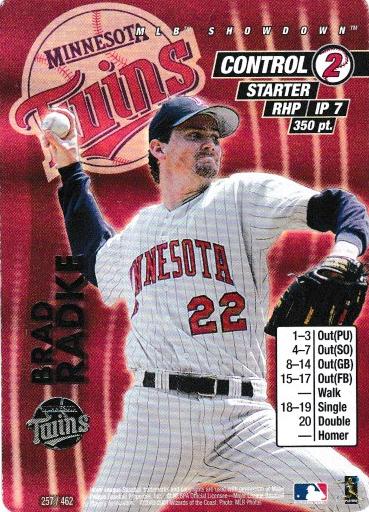 MLB SHOWDOWN™
MINNESOTA
Twins
CONTROL 2
STARTER
RHP IP 7
350 pt.
MINNESOTA
22
BRAD
RADKE
Twins
1–3 Out(PU)
4–7 Out(SO)
8–14 Out(GB)
15–17 Out(FB)
— Walk
18–19 Single
20 Double
— Homer
257 / 462